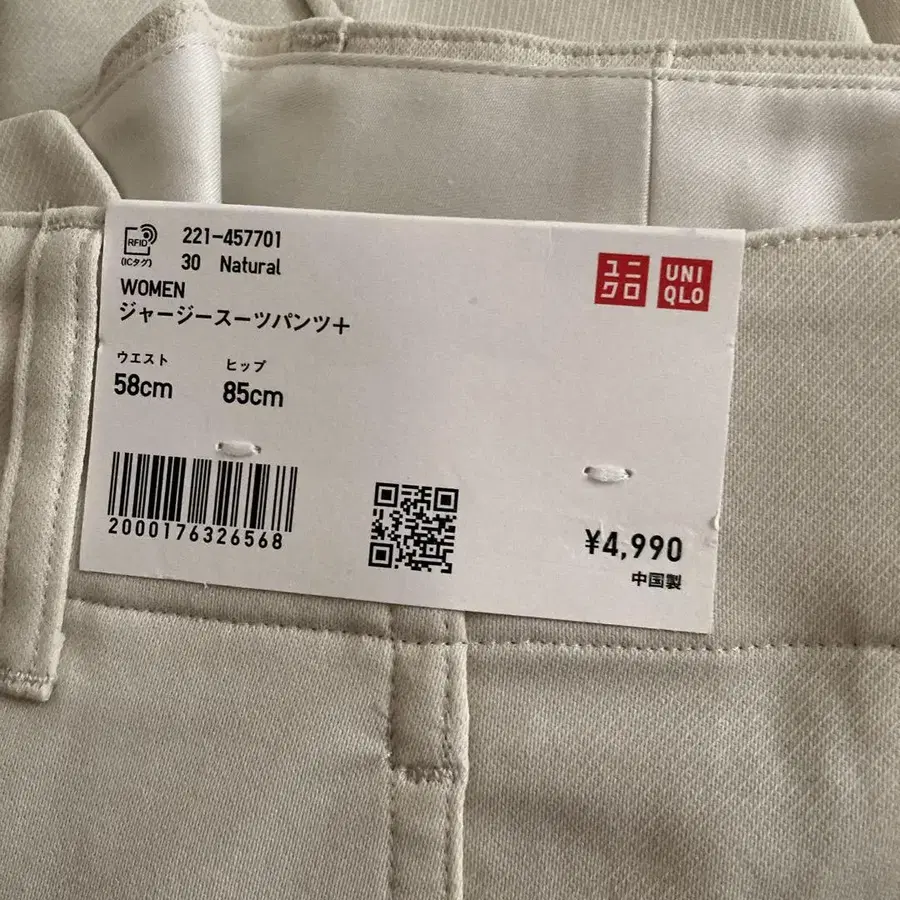 RFID
(ICタグ)
221-457701
30 Natural
WOMEN
ジャージースーツパンツ+
ユニ
クロ
UNI
QLO
ウエスト ヒップ
58cm 85cm
2000176326568
¥4,990
中国製